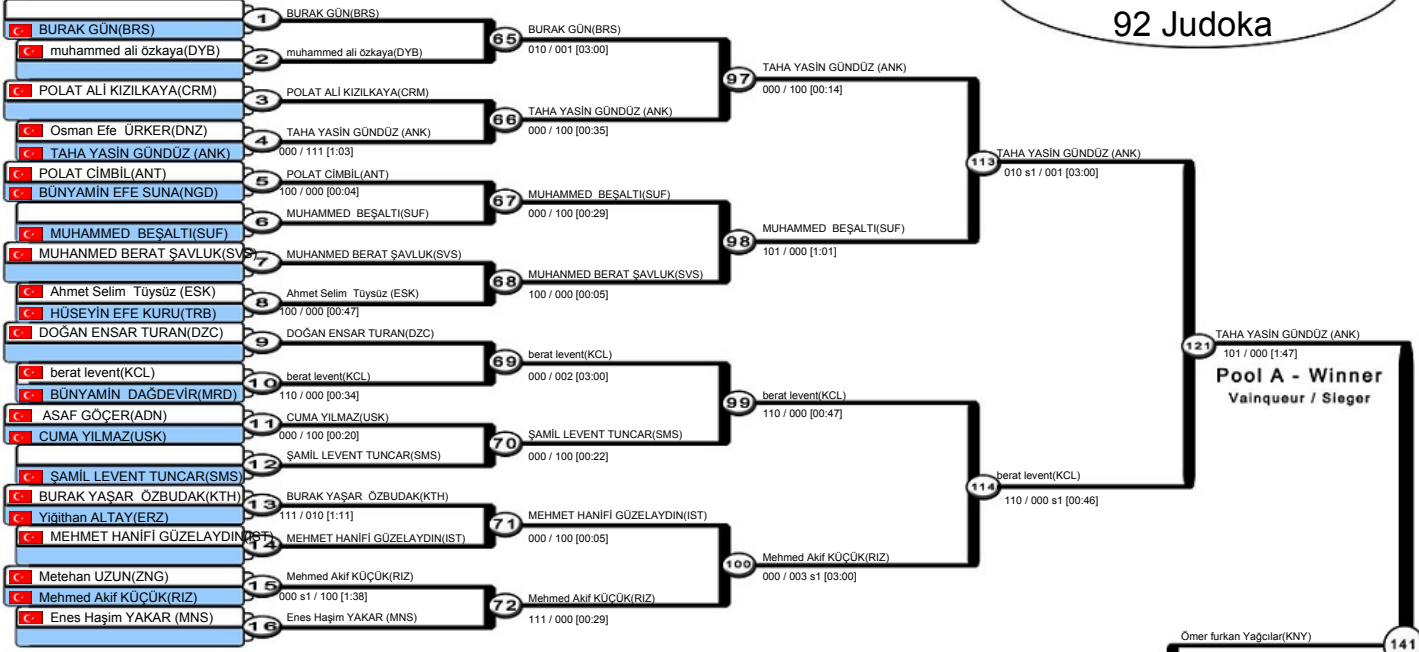 92 Judoka
BURAK GÜN(BRS)
muhammed ali özkaya(DYB)
POLAT ALİ KIZILKAYA(CRM)
Osman Efe ÜRKER(DNZ)
TAHA YASİN GÜNDÜZ (ANK)
POLAT CİMBİL(ANT)
BÜNYAMİN EFE SUNA(NGD)
MUHAMMED BEŞALTI(SUF)
MUHANMED BERAT ŞAVLUK(SVS)
Ahmet Selim Tüysüz (ESK)
HÜSEYİN EFE KURU(TRB)
DOĞAN ENSAR TURAN(DZC)
berat levent(KCL)
BÜNYAMİN DAĞDEVİR(MRD)
ASAF GÖÇER(ADN)
CUMA YILMAZ(USK)
ŞAMİL LEVENT TUNCAR(SMS)
BURAK YAŞAR ÖZBUDAK(KTH)
Yiğithan ALTAY(ERZ)
MEHMET HANİFİ GÜZELAYDIN(IST)
Metehan UZUN(ZNG)
Mehmed Akif KÜÇÜK(RIZ)
Enes Haşim YAKAR (MNS)
1
BURAK GÜN(BRS)
2
muhammed ali özkaya(DYB)
3
POLAT ALİ KIZILKAYA(CRM)
4
TAHA YASİN GÜNDÜZ (ANK)
000 / 111 [1:03]
5
POLAT CİMBİL(ANT)
100 / 000 [00:04]
6
MUHAMMED BEŞALTI(SUF)
7
MUHANMED BERAT ŞAVLUK(SVS)
8
Ahmet Selim Tüysüz (ESK)
100 / 000 [00:47]
9
DOĞAN ENSAR TURAN(DZC)
10
berat levent(KCL)
110 / 000 [00:34]
11
CUMA YILMAZ(USK)
000 / 100 [00:20]
12
ŞAMİL LEVENT TUNCAR(SMS)
13
BURAK YAŞAR ÖZBUDAK(KTH)
111 / 010 [1:11]
14
MEHMET HANİFİ GÜZELAYDIN(IST)
15
Mehmed Akif KÜÇÜK(RIZ)
000 s1 / 100 [1:38]
16
Enes Haşim YAKAR (MNS)
65
BURAK GÜN(BRS)
010 / 001 [03:00]
66
TAHA YASİN GÜNDÜZ (ANK)
000 / 100 [00:35]
67
MUHAMMED BEŞALTI(SUF)
000 / 100 [00:29]
68
MUHANMED BERAT ŞAVLUK(SVS)
100 / 000 [00:05]
69
berat levent(KCL)
000 / 002 [03:00]
70
ŞAMİL LEVENT TUNCAR(SMS)
000 / 100 [00:22]
71
MEHMET HANİFİ GÜZELAYDIN(IST)
000 / 100 [00:05]
72
Mehmed Akif KÜÇÜK(RIZ)
111 / 000 [00:29]
97
TAHA YASİN GÜNDÜZ (ANK)
000 / 100 [00:14]
98
MUHAMMED BEŞALTI(SUF)
101 / 000 [1:01]
99
berat levent(KCL)
110 / 000 [00:47]
100
Mehmed Akif KÜÇÜK(RIZ)
000 / 003 s1 [03:00]
113
TAHA YASİN GÜNDÜZ (ANK)
010 s1 / 001 [03:00]
114
berat levent(KCL)
110 / 000 s1 [00:46]
121
TAHA YASİN GÜNDÜZ (ANK)
101 / 000 [1:47]
Pool A - Winner
Vainqueur / Sieger
Ömer furkan Yağcılar(KNY)
141